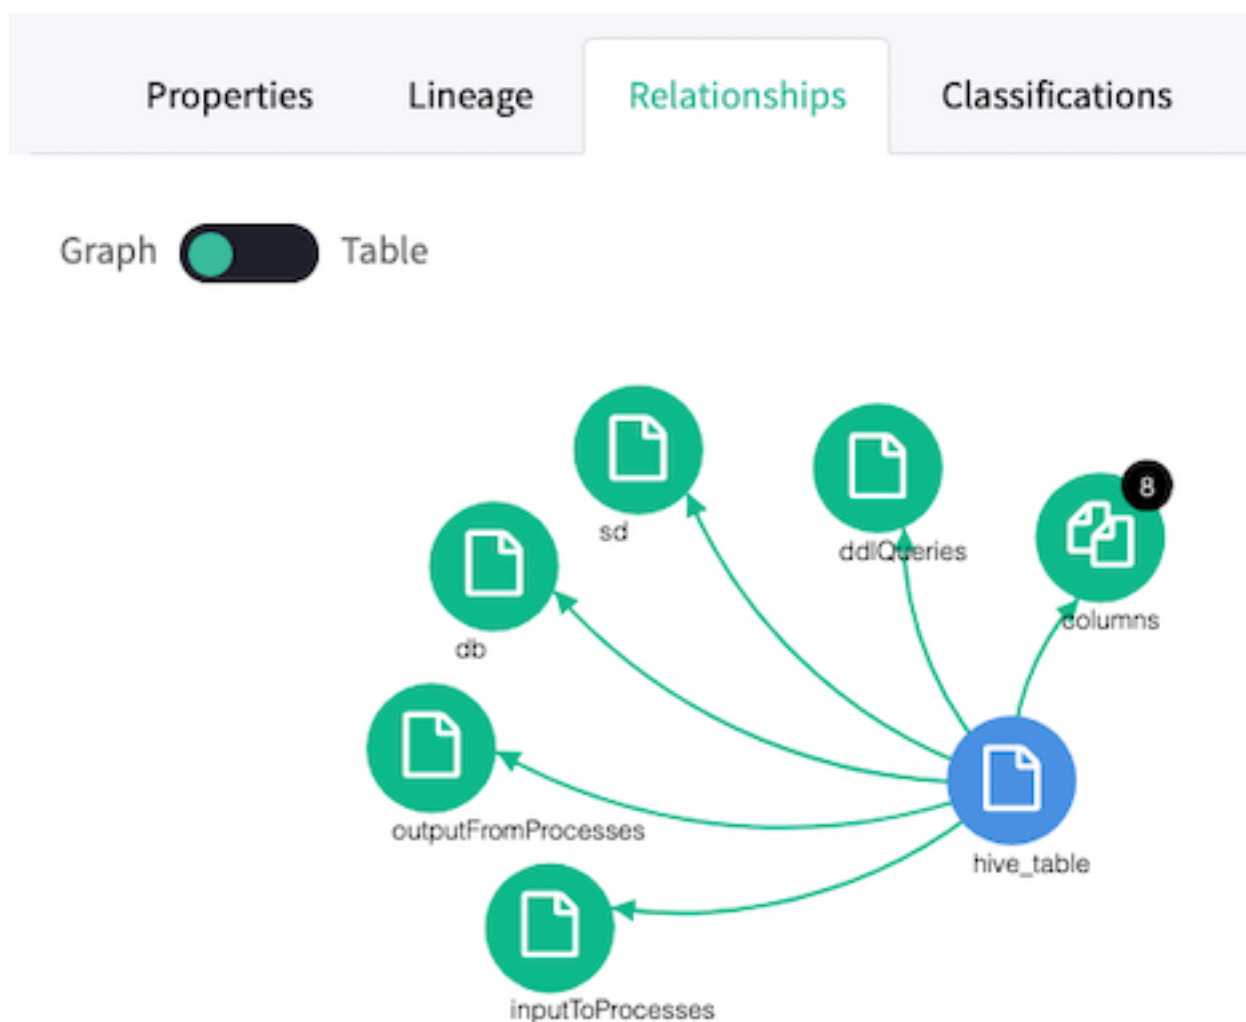 Properties Lineage Relationships Classifications
Graph Table
8
sd
ddlQueries
columns
db
outputFromProcesses
hive_table
inputToProcesses